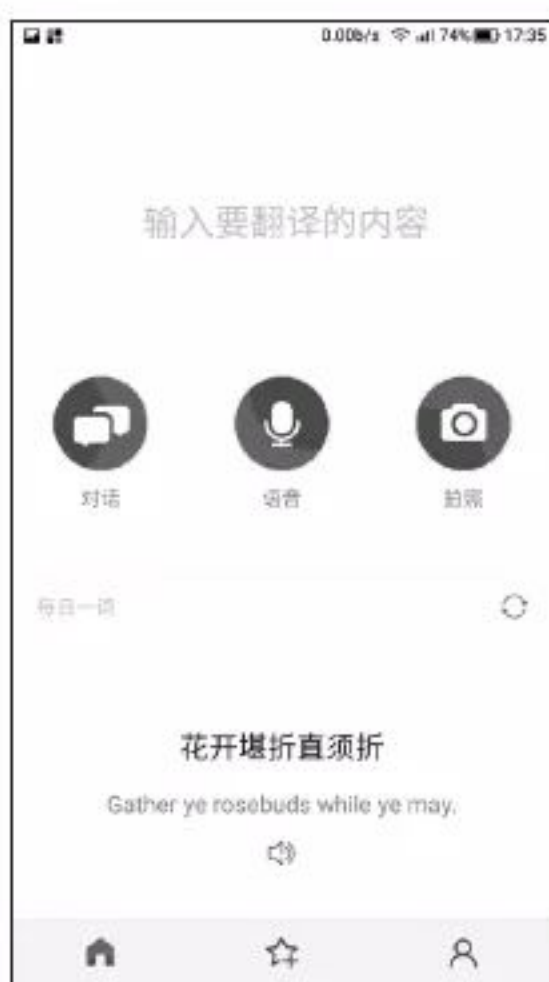 0.00b/s 74% 17:35
输入要翻译的内容
对话 语音 拍照
每日一词
花开堪折直须折
Gather ye rosebuds while ye may.